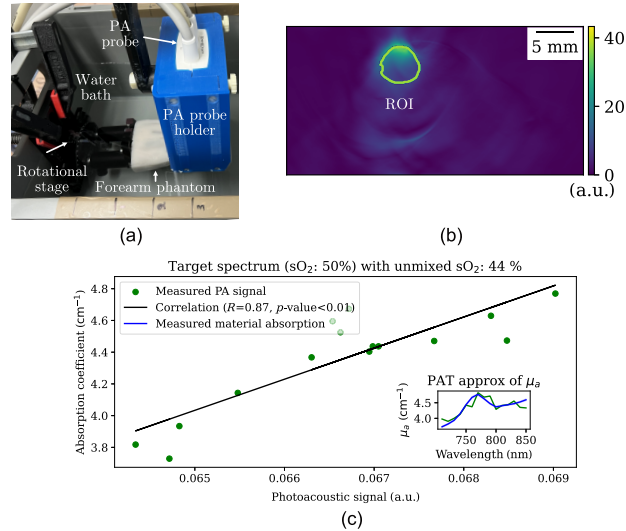 PA
probe
Water
bath
PA probe
holder
Rotational
stage
Forearm phantom
(a)
5 mm
ROI
40
20
0
(a.u.)
(b)
Target spectrum (sO₂: 50%) with unmixed sO₂: 44 %
Measured PA signal
Correlation (R=0.87, p-value<0.01)
Measured material absorption
Absorption coefficient (cm⁻¹)
4.8
4.6
4.4
4.2
4.0
3.8
PAT approx of μₐ
μₐ (cm⁻¹)
4.5
4.0
750
800
850
Wavelength (nm)
0.065
0.066
0.067
0.068
0.069
Photoacoustic signal (a.u.)
(c)